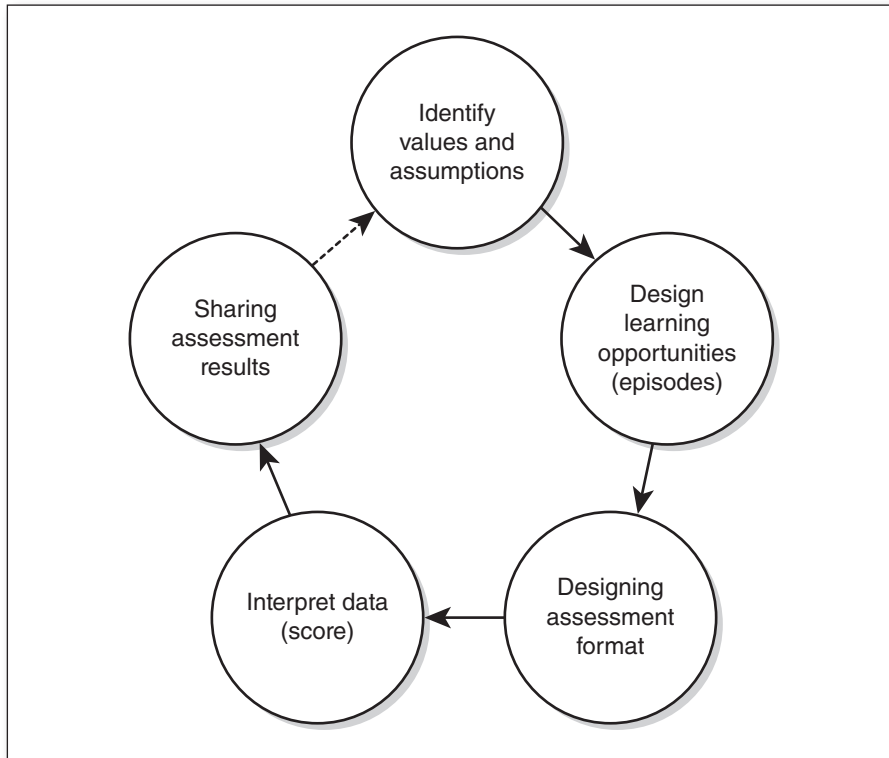 Identify
values and
assumptions
Design
learning
opportunities
(episodes)
Designing
assessment
format
Interpret data
(score)
Sharing
assessment
results